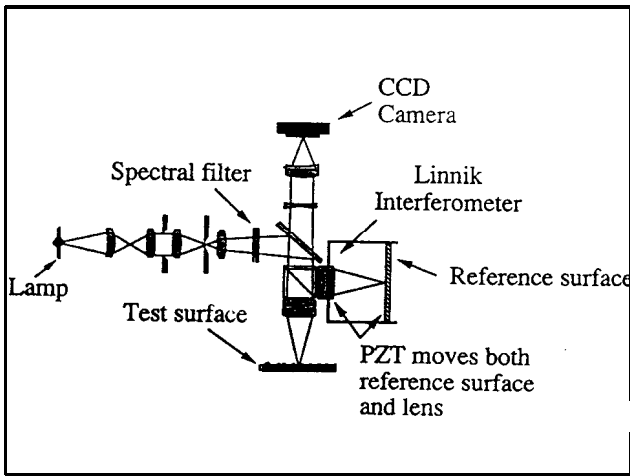 CCD
Camera
Spectral filter
Linnik
Interferometer
Lamp
Reference surface
Test surface
PZT moves both
reference surface
and lens